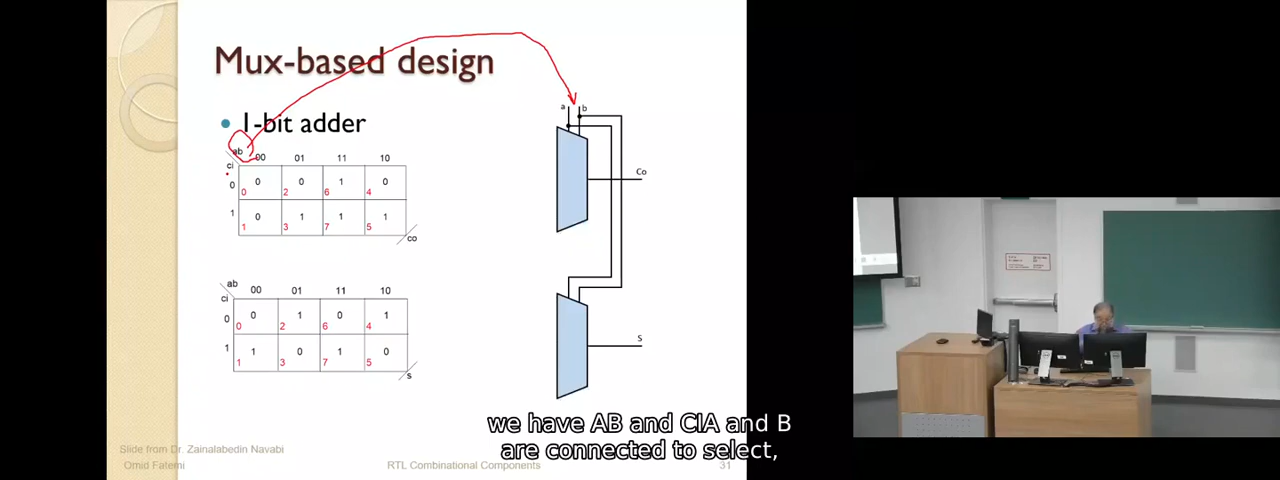 Mux-based design
1-bit adder
ab
00 01 11 10
ci
0 0 0 1 0
0 2 6 4
1 0 1 1 1
1 3 7 5
co
ab
00 01 11 10
ci
0 0 1 0 1
0 2 6 4
1 1 0 1 0
1 3 7 5
s
a b
Co
S
we have AB and CIA and B
are connected to select,
Slide from Dr. Zainalabedin Navabi
Omid Fatemi RTL Combinational Components 31